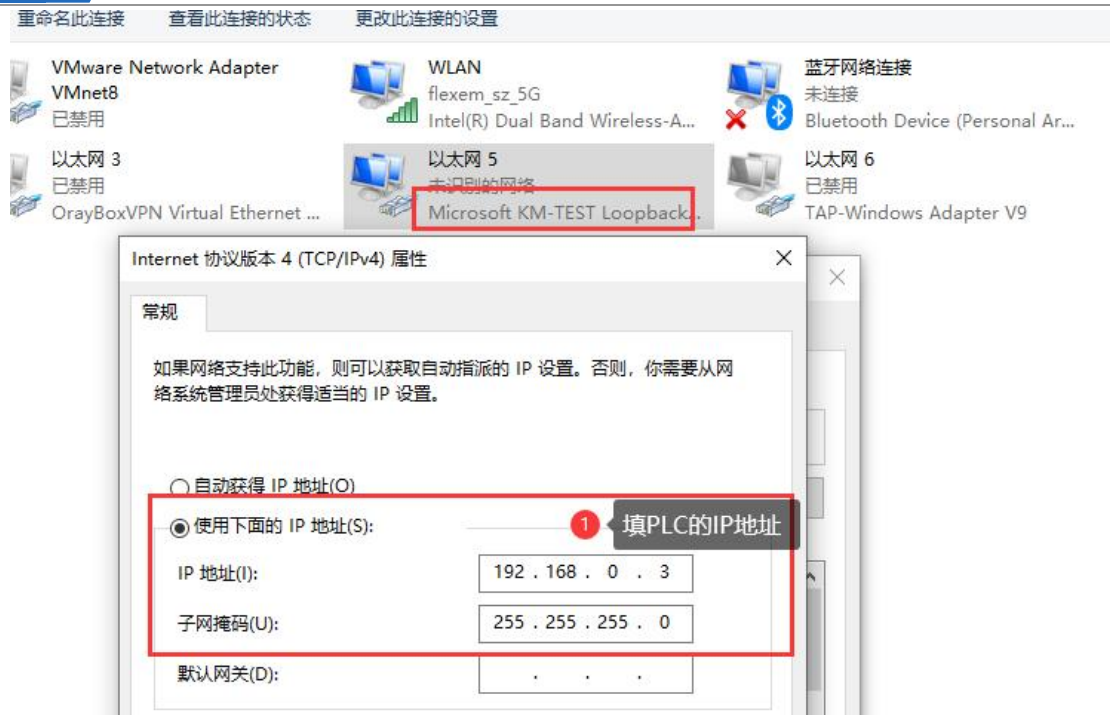 重命名此连接 查看此连接的状态 更改此连接的设置
VMware Network Adapter
VMnet8
已禁用
WLAN
flexem_sz_5G
Intel(R) Dual Band Wireless-A...
蓝牙网络连接
未连接
Bluetooth Device (Personal Ar...
以太网 3
已禁用
OrayBoxVPN Virtual Ethernet ...
以太网 5
未识别的网络
Microsoft KM-TEST Loopback...
以太网 6
已禁用
TAP-Windows Adapter V9
Internet 协议版本 4 (TCP/IPv4) 属性
常规
如果网络支持此功能，则可以获取自动指派的 IP 设置。否则，你需要从网
络系统管理员处获得适当的 IP 设置。
自动获得 IP 地址(O)
使用下面的 IP 地址(S):
1 填PLC的IP地址
IP 地址(I): 192 . 168 . 0 . 3
子网掩码(U): 255 . 255 . 255 . 0
默认网关(D): . . .